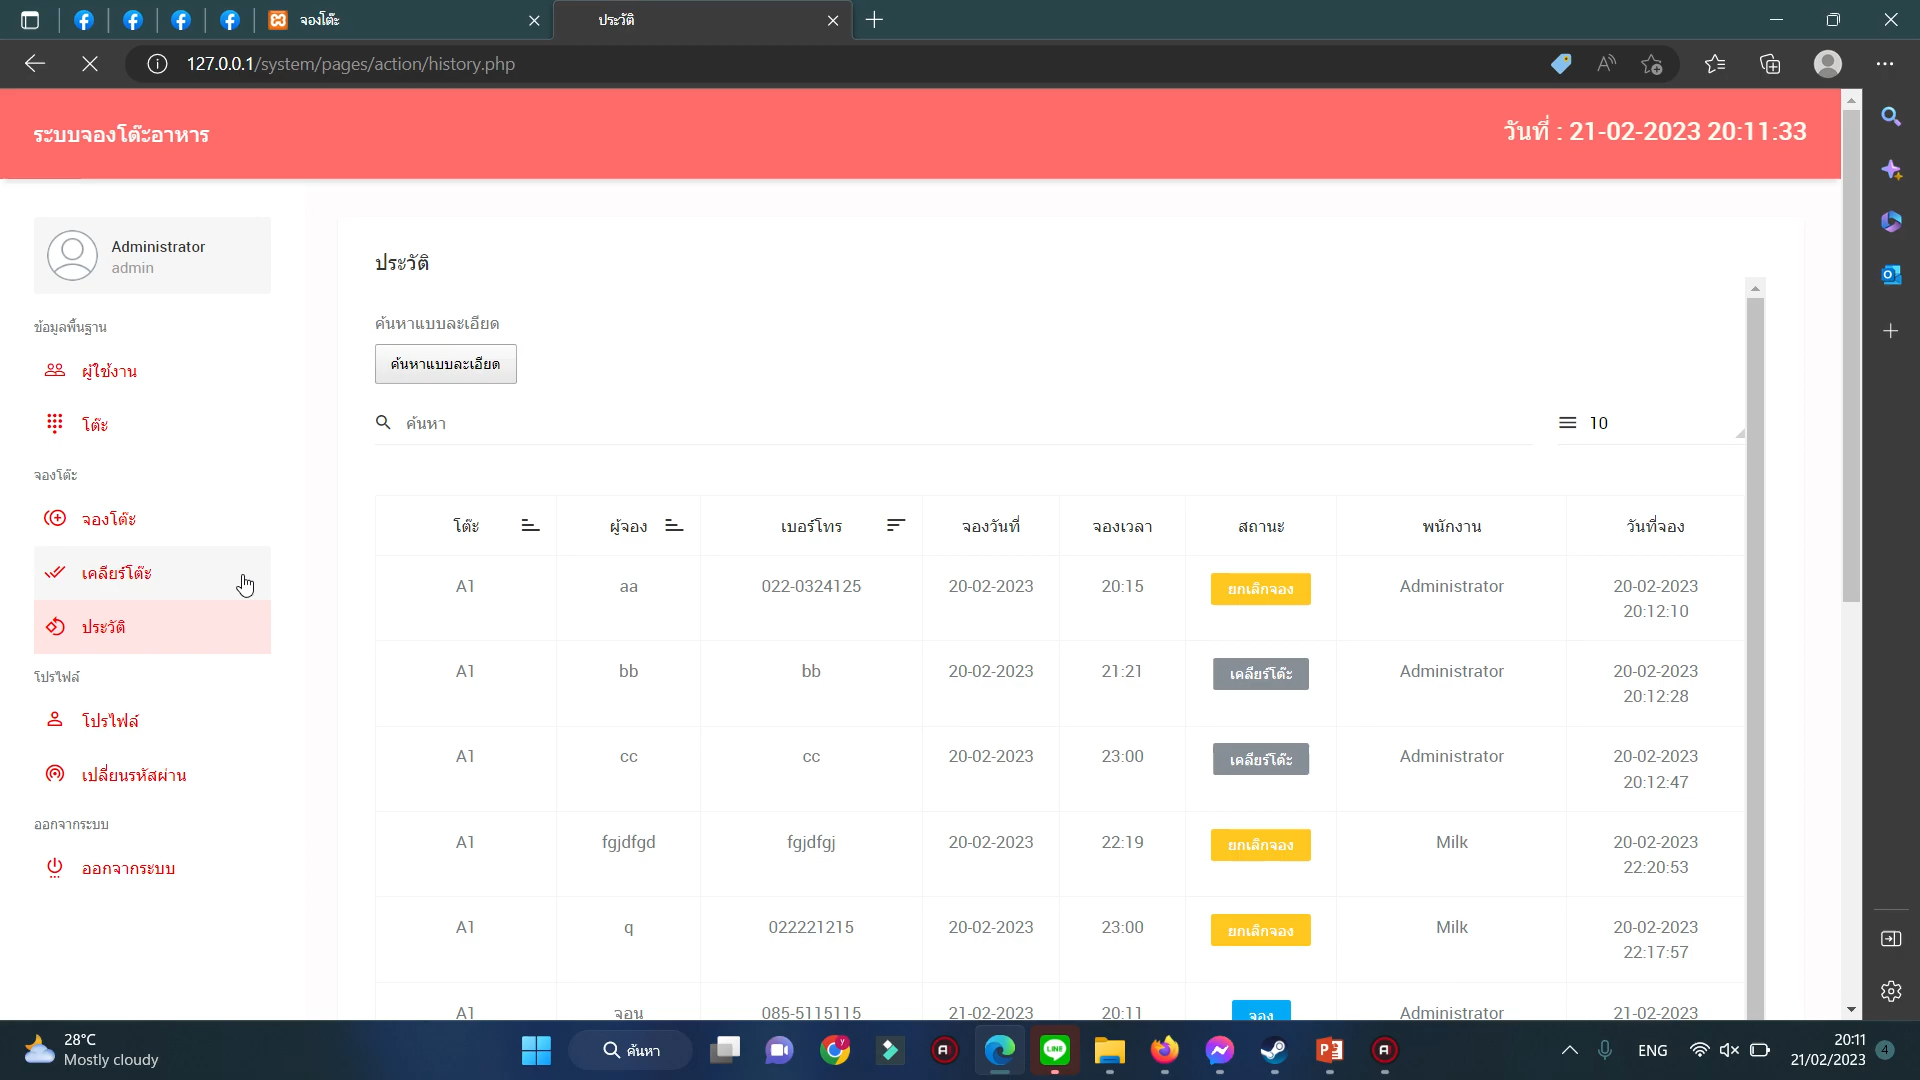 จองโต๊ะ
ประวัติ
127.0.0.1/system/pages/action/history.php
ระบบจองโต๊ะอาหาร
วันที่ : 21-02-2023 20:11:33
Administrator
admin
ข้อมูลพื้นฐาน
ผู้ใช้งาน
โต๊ะ
จองโต๊ะ
จองโต๊ะ
เคลียร์โต๊ะ
ประวัติ
โปรไฟล์
โปรไฟล์
เปลี่ยนรหัสผ่าน
ออกจากระบบ
ออกจากระบบ
ประวัติ
ค้นหาแบบละเอียด
ค้นหาแบบละเอียด
ค้นหา
10
โต๊ะ ผู้จอง เบอร์โทร จองวันที่ จองเวลา สถานะ พนักงาน วันที่จอง
A1 aa 022-0324125 20-02-2023 20:15 ยกเลิกจอง Administrator 20-02-2023
20:12:10
A1 bb bb 20-02-2023 21:21 เคลียร์โต๊ะ Administrator 20-02-2023
20:12:28
A1 cc cc 20-02-2023 23:00 เคลียร์โต๊ะ Administrator 20-02-2023
20:12:47
A1 fgjdfgd fgjdfgj 20-02-2023 22:19 ยกเลิกจอง Milk 20-02-2023
22:20:53
A1 q 022221215 20-02-2023 23:00 ยกเลิกจอง Milk 20-02-2023
22:17:57
A1 จอน 085-5115115 21-02-2023 20:11 จอง Administrator 21-02-2023
28°C
Mostly cloudy
ค้นหา
LINE
ENG
20:11
21/02/2023
4